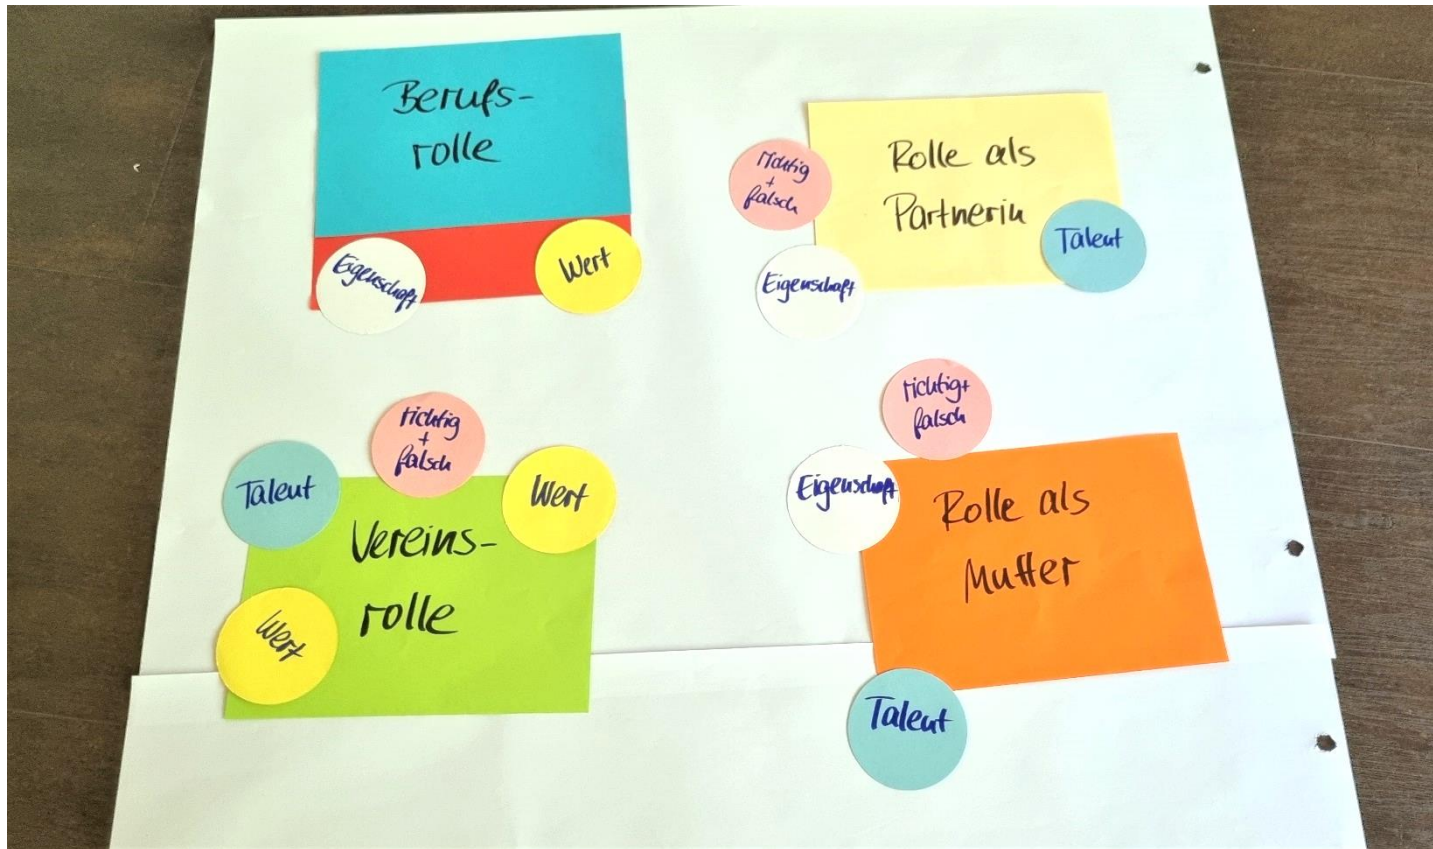 Berufs-
rolle
Eigenschaft
Wert
richtig
+
falsch
Rolle als
Partnerin
Talent
Eigenschaft
Talent
richtig
+
falsch
Wert
Vereins-
rolle
Wert
richtig+
falsch
Eigenschaft
Rolle als
Mutter
Talent